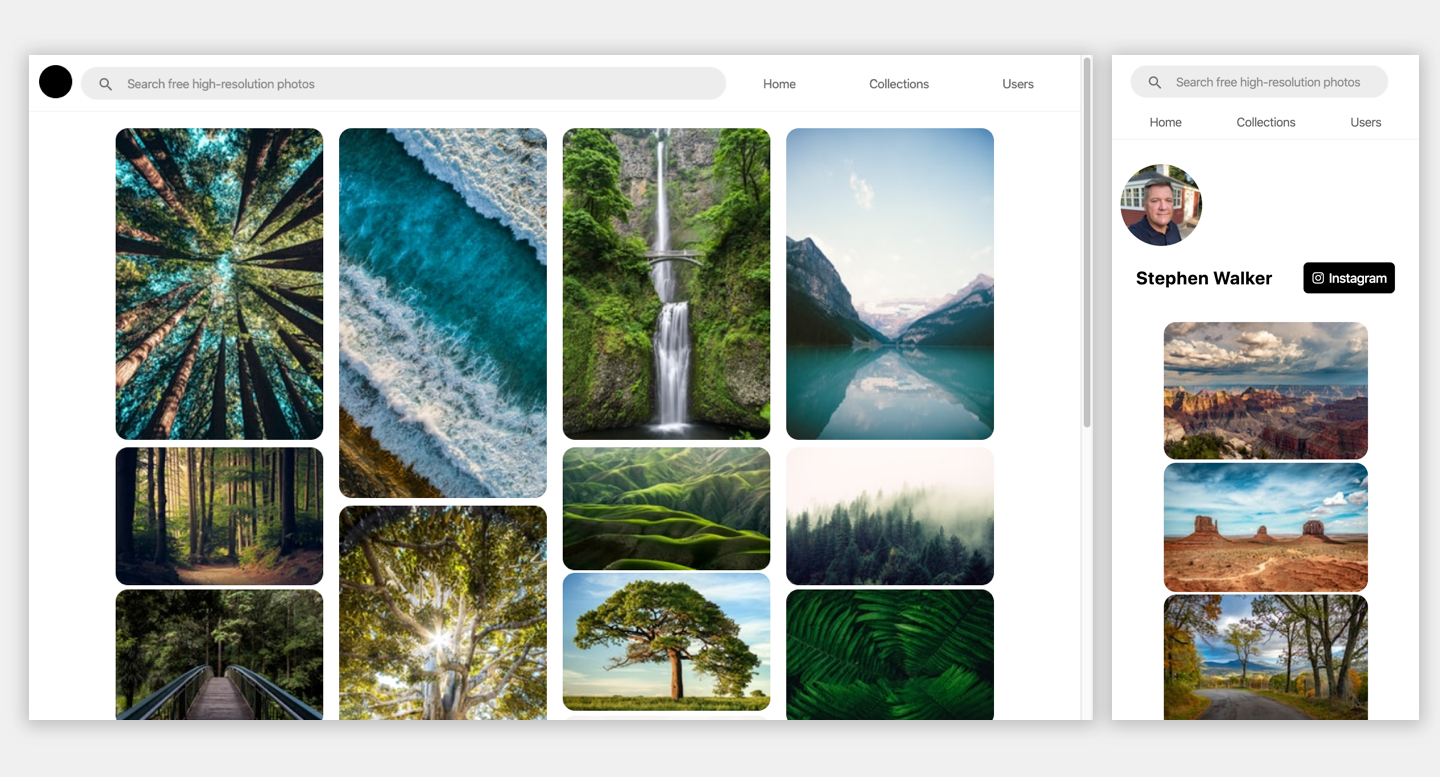 Search free high-resolution photos
Home
Collections
Users
Search free high-resolution photos
Home
Collections
Users
Stephen Walker
Instagram